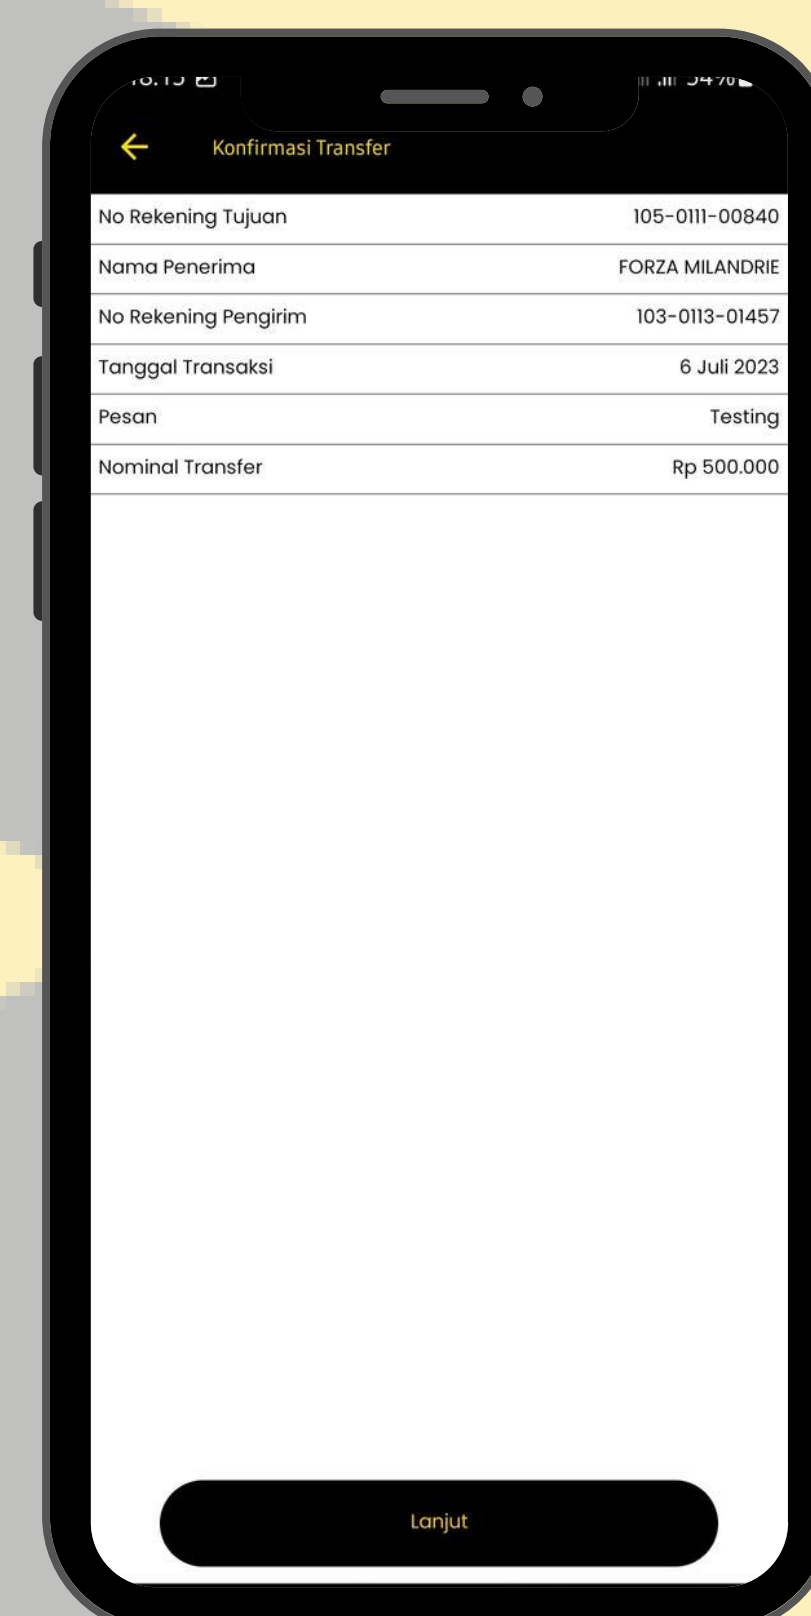 Konfirmasi Transfer
No Rekening Tujuan 105-0111-00840
Nama Penerima FORZA MILANDRIE
No Rekening Pengirim 103-0113-01457
Tanggal Transaksi 6 Juli 2023
Pesan Testing
Nominal Transfer Rp 500.000
Lanjut